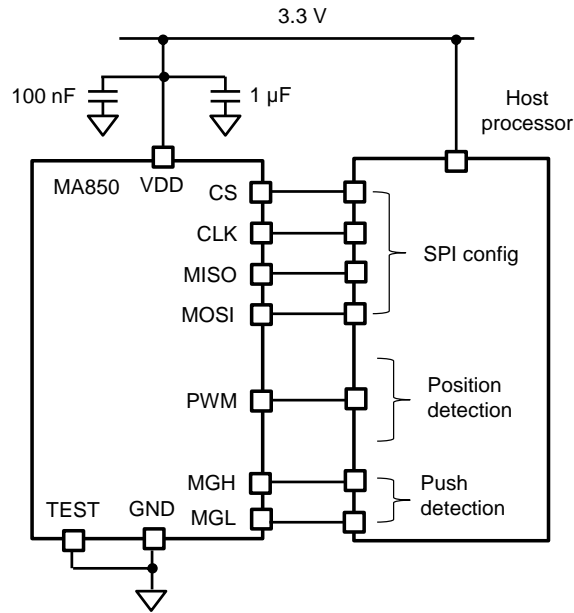 3.3 V
100 nF
1 µF
Host
processor
MA850
VDD
CS
CLK
MISO
MOSI
SPI config
PWM
Position
detection
MGH
MGL
Push
detection
TEST
GND